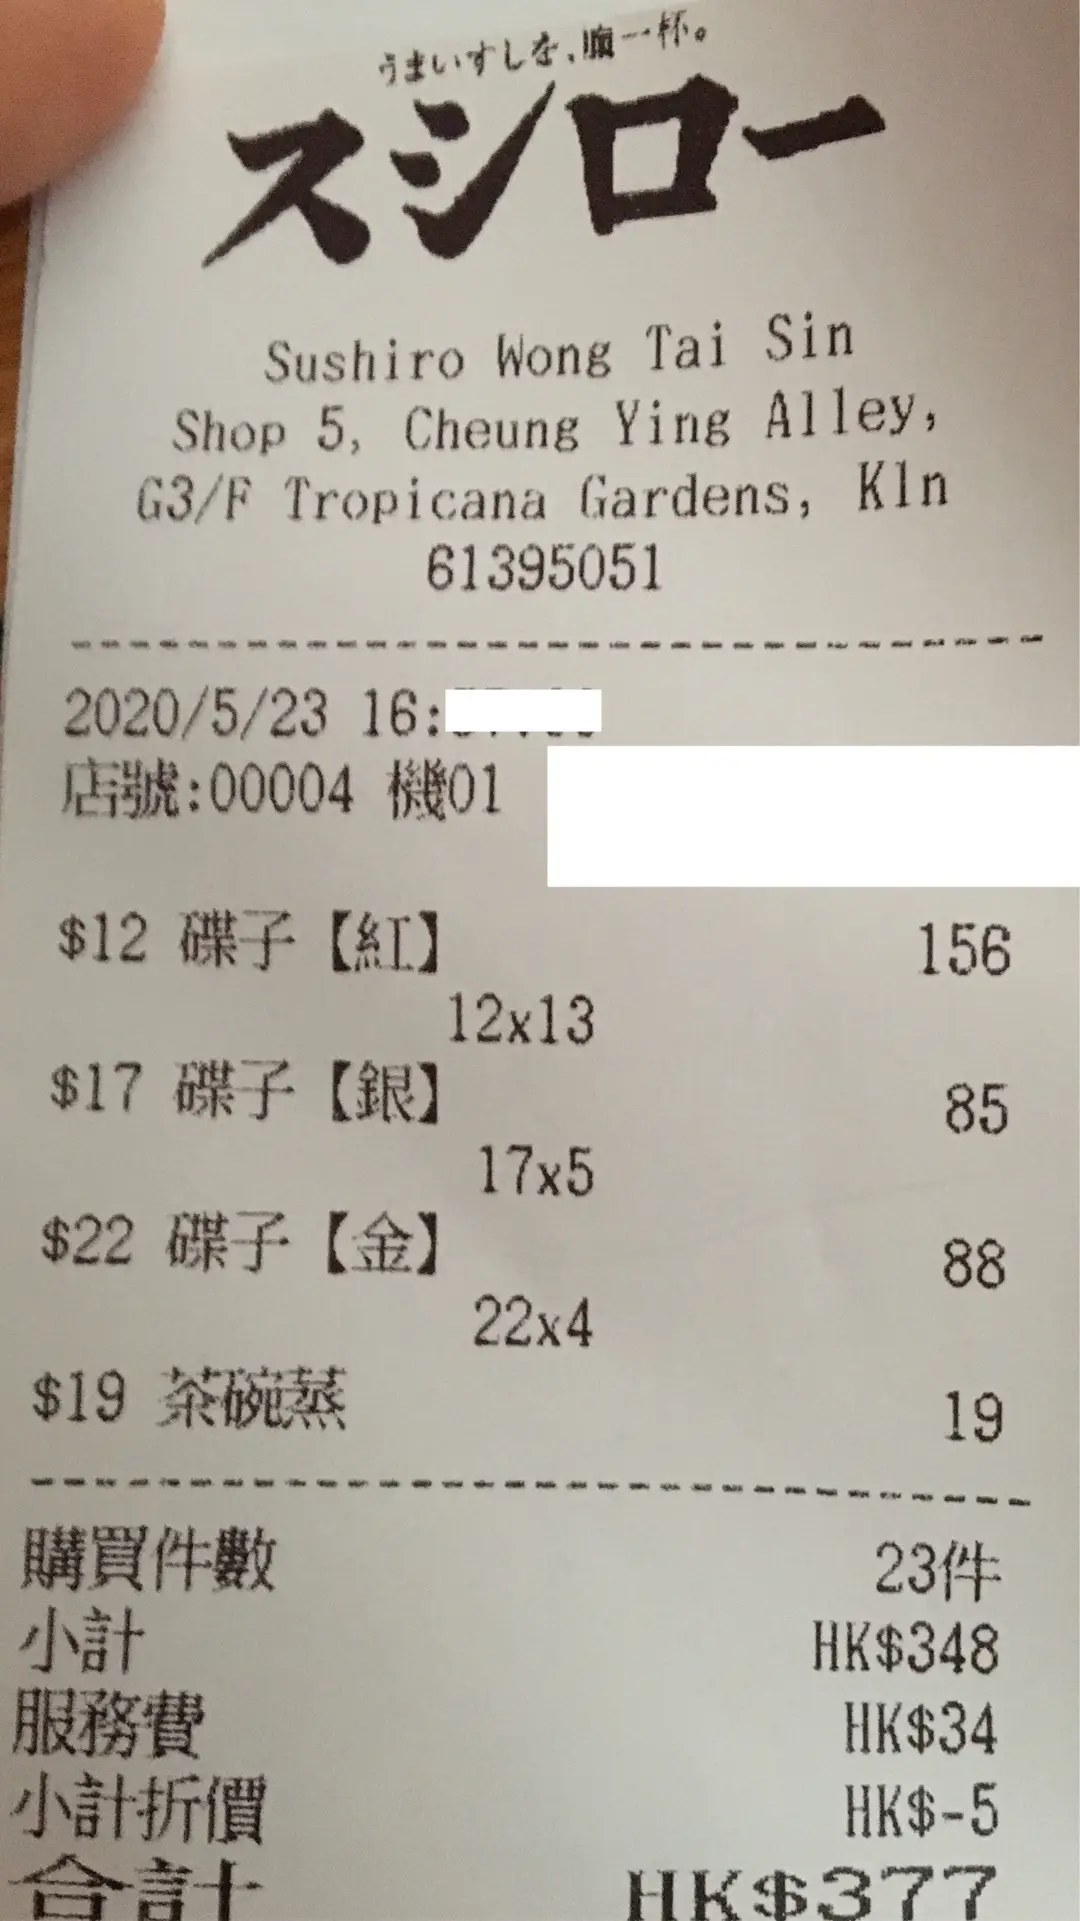 うまいすしを、腹一杯。
スシロー
Sushiro Wong Tai Sin
Shop 5, Cheung Ying Alley,
G3/F Tropicana Gardens, Kln
61395051
2020/5/23 16:
店號:00004 機01
$12 碟子【紅】 156
12x13
$17 碟子【銀】 85
17x5
$22 碟子【金】 88
22x4
$19 茶碗蒸 19
購買件數 23件
小計 HK$348
服務費 HK$34
小計折價 HK$-5
合計 HK$377